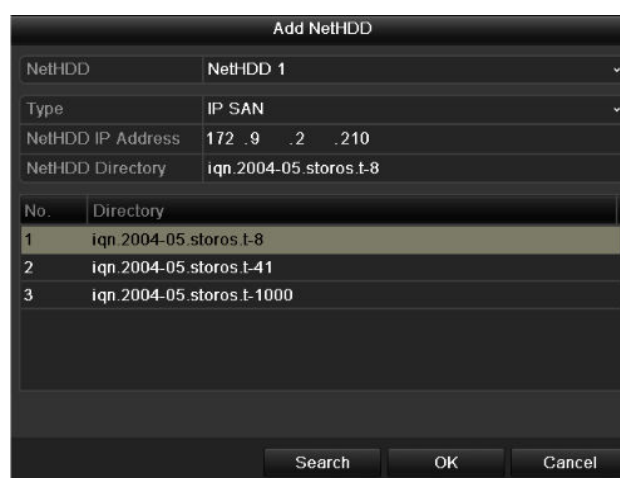 Add NetHDD
NetHDD NetHDD 1
Type IP SAN
NetHDD IP Address 172 .9 .2 .210
NetHDD Directory iqn.2004-05.storos.t-8
No. Directory
1 iqn.2004-05.storos.t-8
2 iqn.2004-05.storos.t-41
3 iqn.2004-05.storos.t-1000
Search OK Cancel